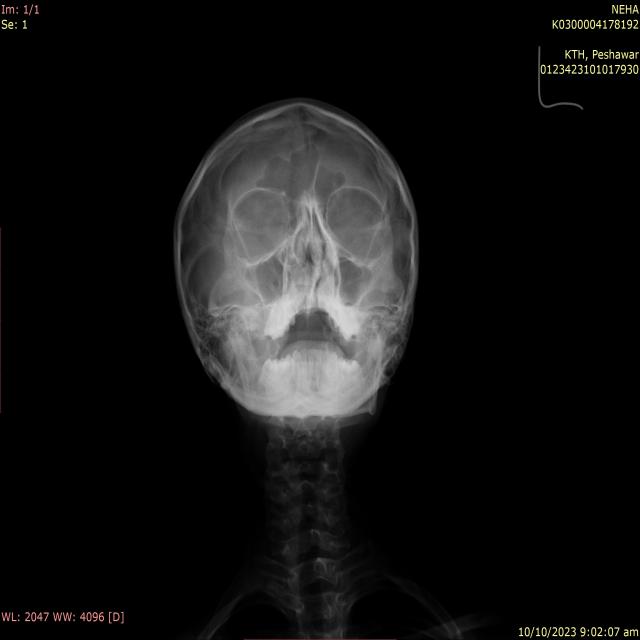 Im: 1/1
Se: 1
NEHA
K0300004178192
KTH, Peshawar
0123423101017930
WL: 2047 WW: 4096 [D]
10/10/2023 9:02:07 am